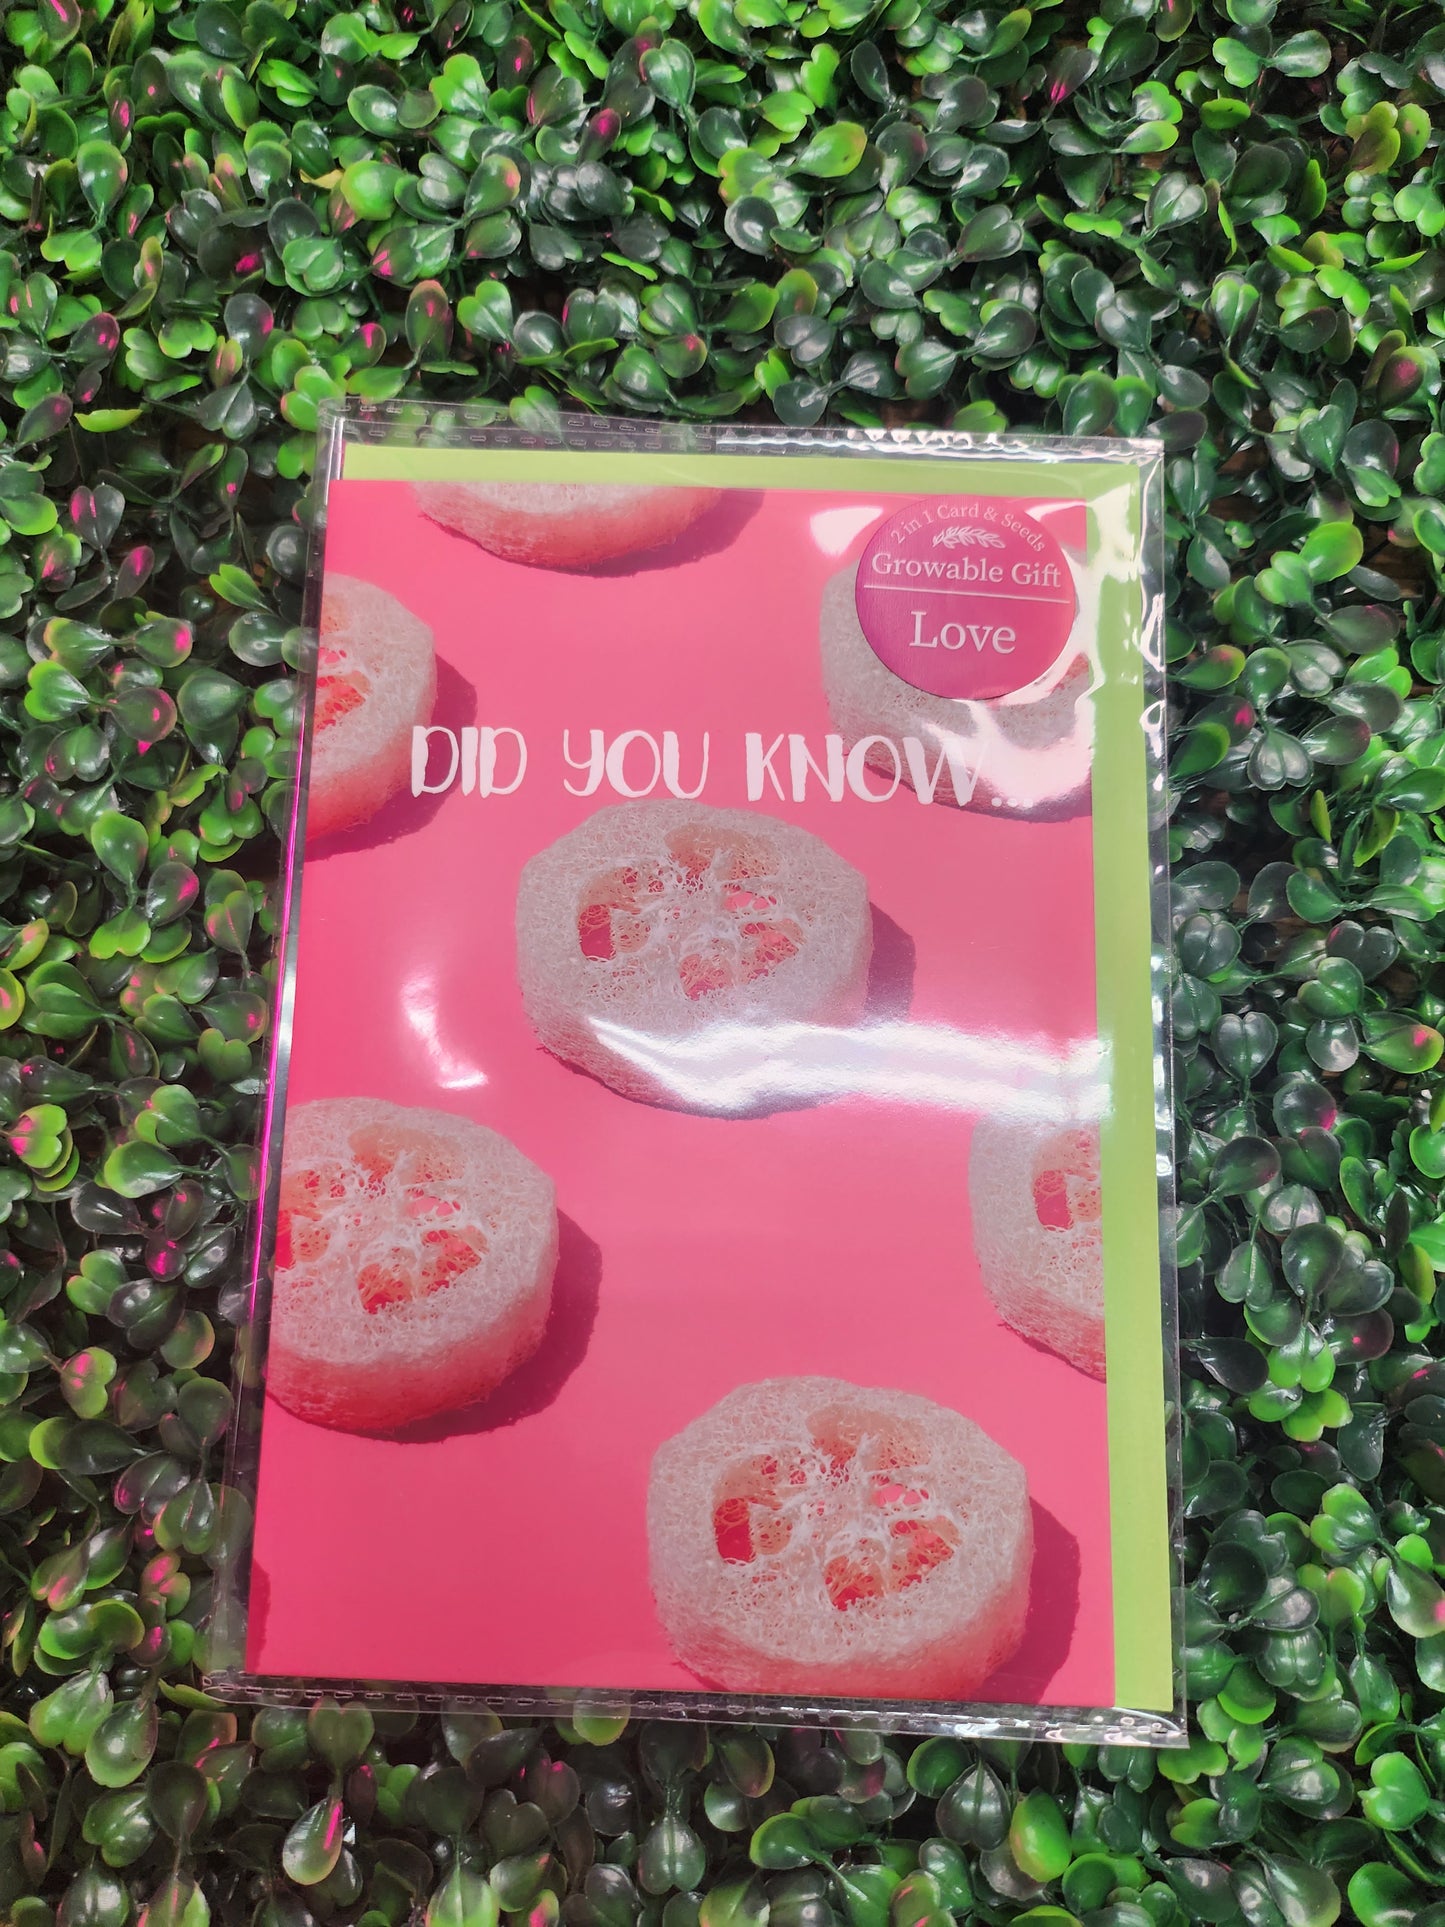 2 in 1 Card & Seeds
Growable Gift
Love
DID YOU KNOW...